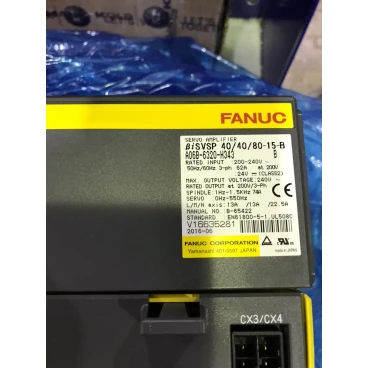 FANUC
SERVO AMPLIFIER
βiSVSP 40/40/80-15-B
A06B-6320-H343 B
RATED INPUT : 200-240V~
50Hz/60Hz 3-ph 62A at 200V
24V ⎓ (CLASS2)
MAX. OUTPUT VOLTAGE: 240V~
RATED OUTPUT at 200V/3-Ph
SPINDLE: 1Hz-1.5KHz 74A
SERVO :0Hz-550Hz
L/M/N axis: 13A /13A /22.5A
MANUAL NO. B-65422
STANDARD EN61800-5-1,UL508C
V16635281
2016-06
FANUC CORPORATION
Yamanashi 401-0597 JAPAN
CX3/CX4